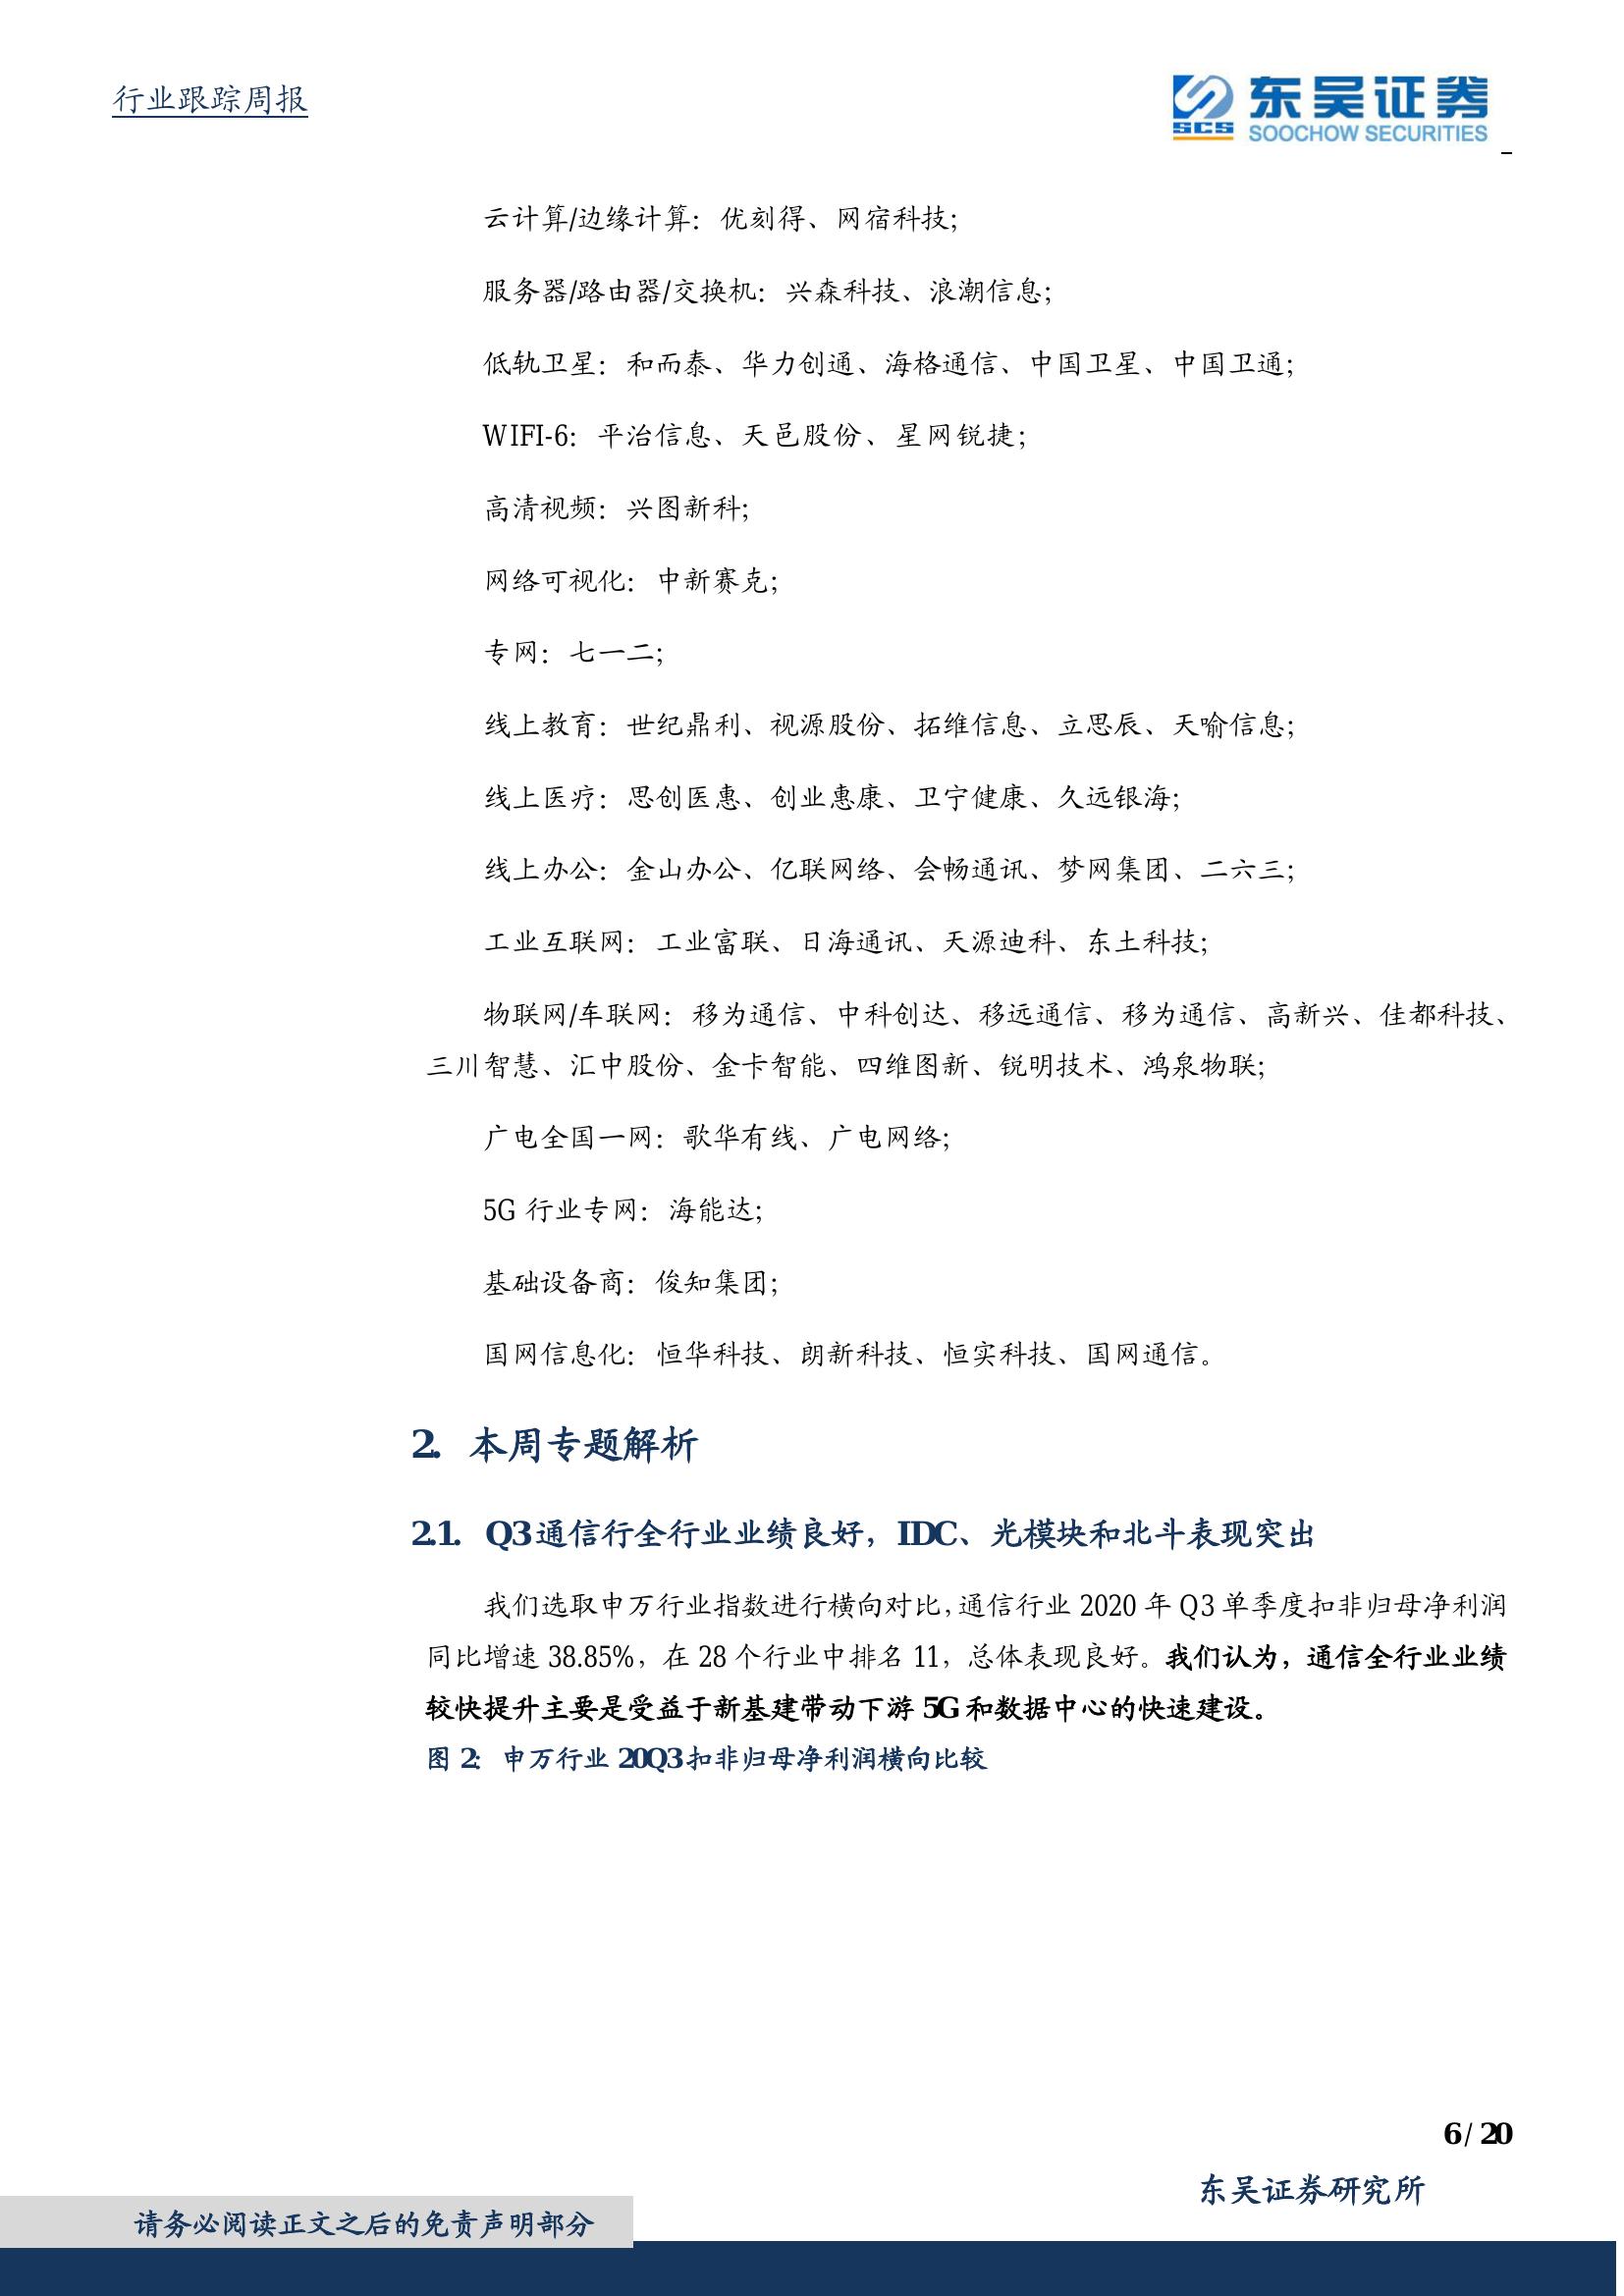 行业跟踪周报
SCS 东吴证券
SOOCHOW SECURITIES
云计算/边缘计算：优刻得、网宿科技；
服务器/路由器/交换机：兴森科技、浪潮信息；
低轨卫星：和而泰、华力创通、海格通信、中国卫星、中国卫通；
WIFI-6：平治信息、天邑股份、星网锐捷；
高清视频：兴图新科；
网络可视化：中新赛克；
专网：七一二；
线上教育：世纪鼎利、视源股份、拓维信息、立思辰、天喻信息；
线上医疗：思创医惠、创业惠康、卫宁健康、久远银海；
线上办公：金山办公、亿联网络、会畅通讯、梦网集团、二六三；
工业互联网：工业富联、日海通讯、天源迪科、东土科技；
物联网/车联网：移为通信、中科创达、移远通信、移为通信、高新兴、佳都科技、
三川智慧、汇中股份、金卡智能、四维图新、锐明技术、鸿泉物联；
广电全国一网：歌华有线、广电网络；
5G 行业专网：海能达；
基础设备商：俊知集团；
国网信息化：恒华科技、朗新科技、恒实科技、国网通信。
2. 本周专题解析
2.1. Q3 通信行全行业业绩良好，IDC、光模块和北斗表现突出
我们选取申万行业指数进行横向对比，通信行业 2020 年 Q3 单季度扣非归母净利润
同比增速 38.85%，在 28 个行业中排名 11，总体表现良好。我们认为，通信全行业业绩
较快提升主要是受益于新基建带动下游 5G 和数据中心的快速建设。
图 2： 申万行业 20Q3 扣非归母净利润横向比较
6 / 20
东吴证券研究所
请务必阅读正文之后的免责声明部分